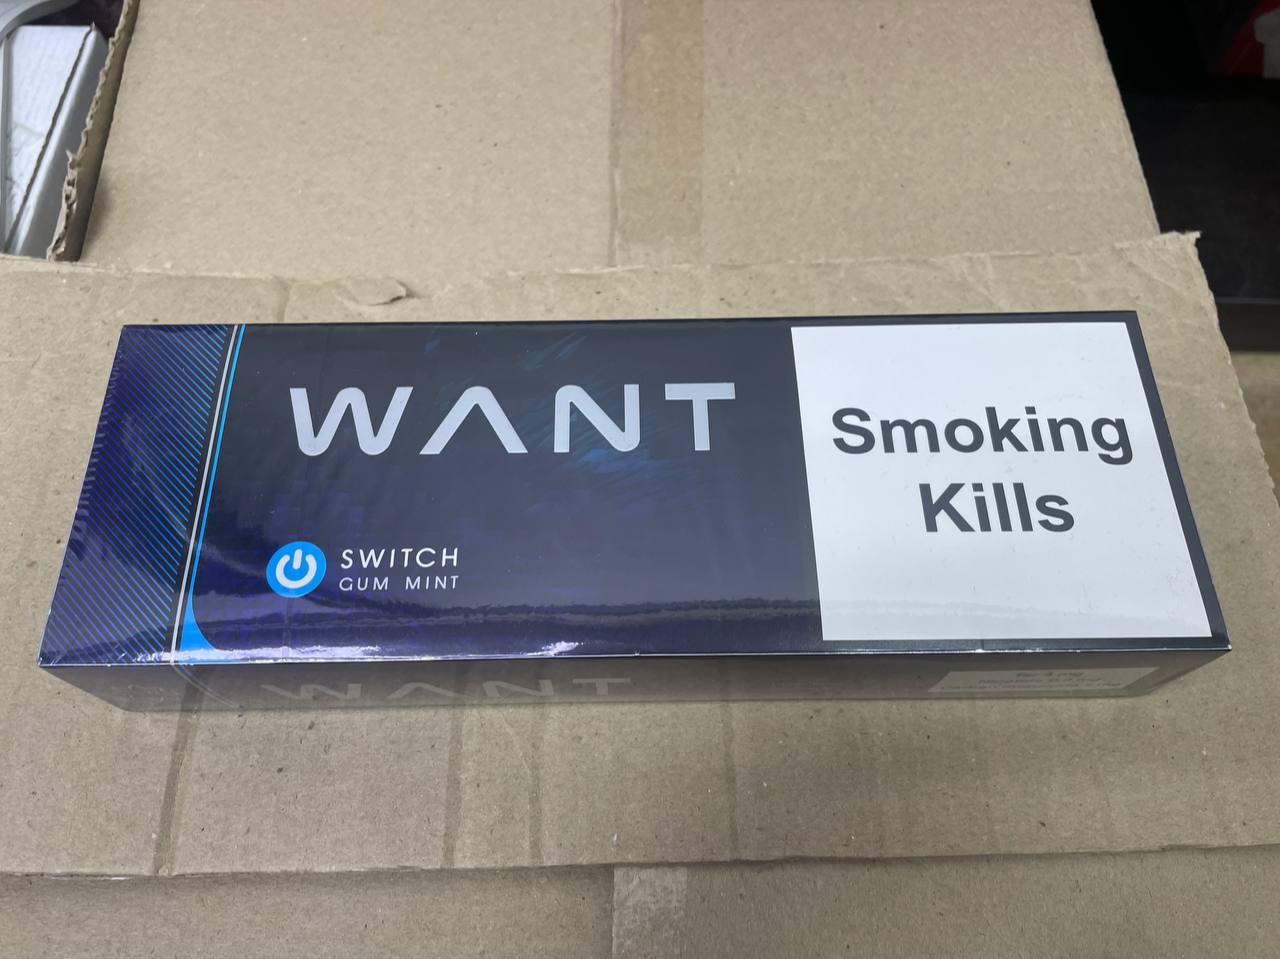 WANT
SWITCH
GUM MINT
Smoking
Kills
WANT